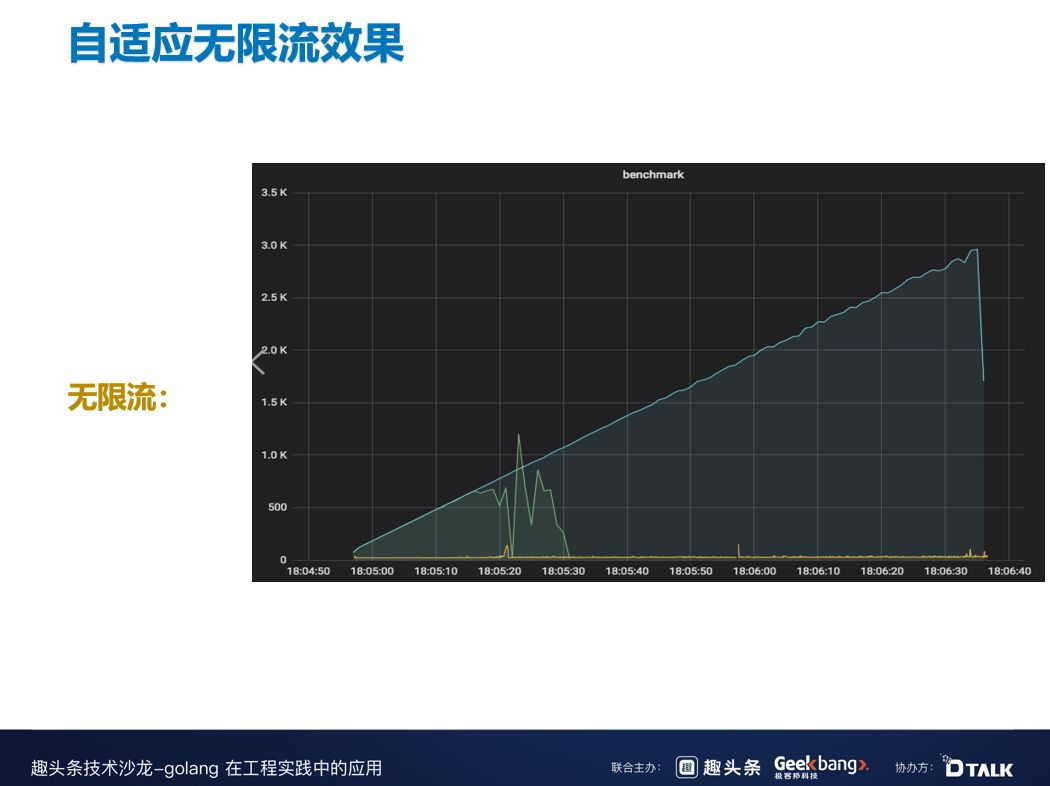 自适应无限流效果
benchmark
3.5 K
3.0 K
2.5 K
2.0 K
无限流：
1.5 K
1.0 K
500
0
18:04:50 18:05:00 18:05:10 18:05:20 18:05:30 18:05:40 18:05:50 18:06:00 18:06:10 18:06:20 18:06:30 18:06:40
趣头条技术沙龙-golang 在工程实践中的应用
联合主办： 趣 趣头条 Geekbang 极客邦科技 协办方： DTALK